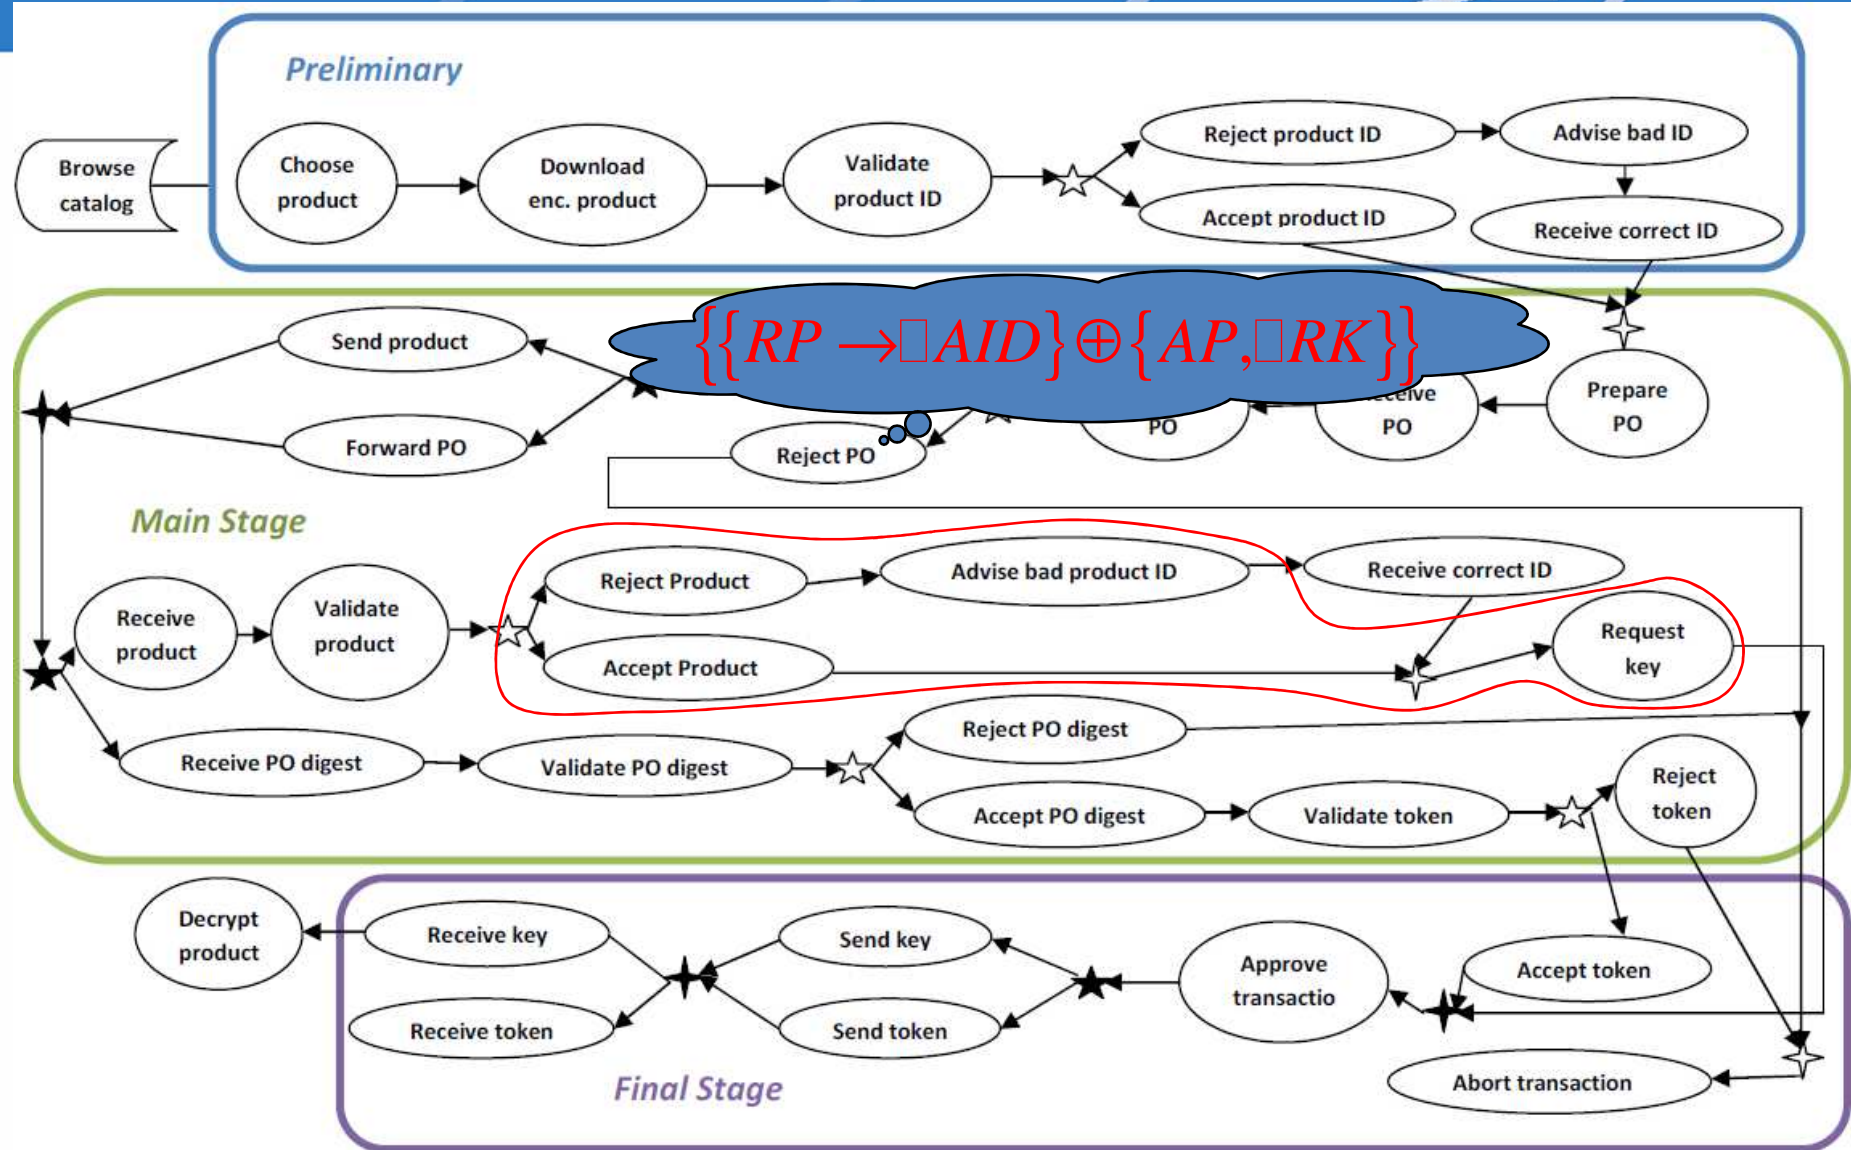 Preliminary
Browse
catalog
Choose
product
Download
enc. product
Validate
product ID
Reject product ID
Advise bad ID
Accept product ID
Receive correct ID
{{RP →□AID}⊕{AP,□RK}}
Send product
Forward PO
Reject PO
PO
PO
Prepare
PO
Main Stage
Receive
product
Validate
product
Reject Product
Advise bad product ID
Receive correct ID
Accept Product
Request
key
Receive PO digest
Validate PO digest
Reject PO digest
Accept PO digest
Validate token
Reject
token
Decrypt
product
Receive key
Receive token
Send key
Send token
Approve
transactio
Accept token
Abort transaction
Final Stage